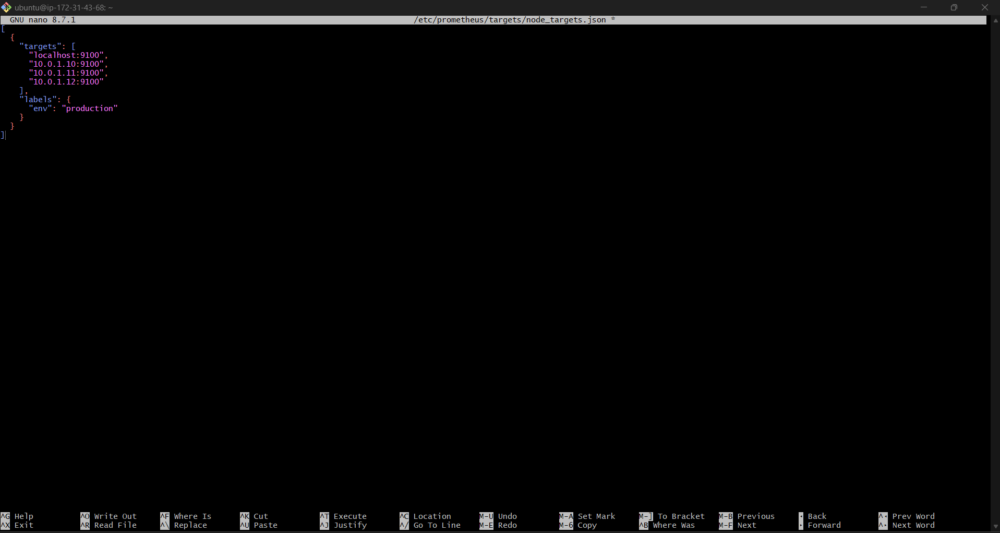 ubuntu@ip-172-31-43-68: ~
GNU nano 8.7.1 /etc/prometheus/targets/node_targets.json *
[
  {
    "targets": [
      "localhost:9100",
      "10.0.1.10:9100",
      "10.0.1.11:9100",
      "10.0.1.12:9100"
    ],
    "labels": {
      "env": "production"
    }
  }
]
^G Help ^O Write Out ^F Where Is ^K Cut ^T Execute ^C Location M-U Undo M-A Set Mark M-] To Bracket M-B Previous ◂ Back ^◂ Prev Word
^X Exit ^R Read File ^\ Replace ^U Paste ^J Justify ^/ Go To Line M-E Redo M-6 Copy ^B Where Was M-F Next ▸ Forward ^▸ Next Word